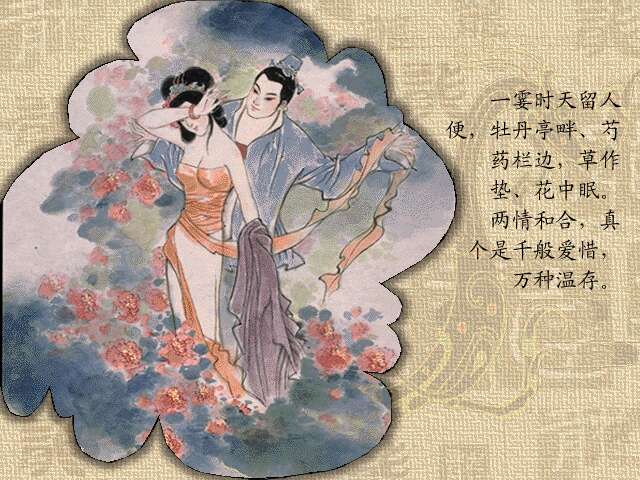 一霎时天留人
便，牡丹亭畔、芍
药栏边，草作
垫、花中眠。
两情和合，真
个是千般爱惜，
万种温存。